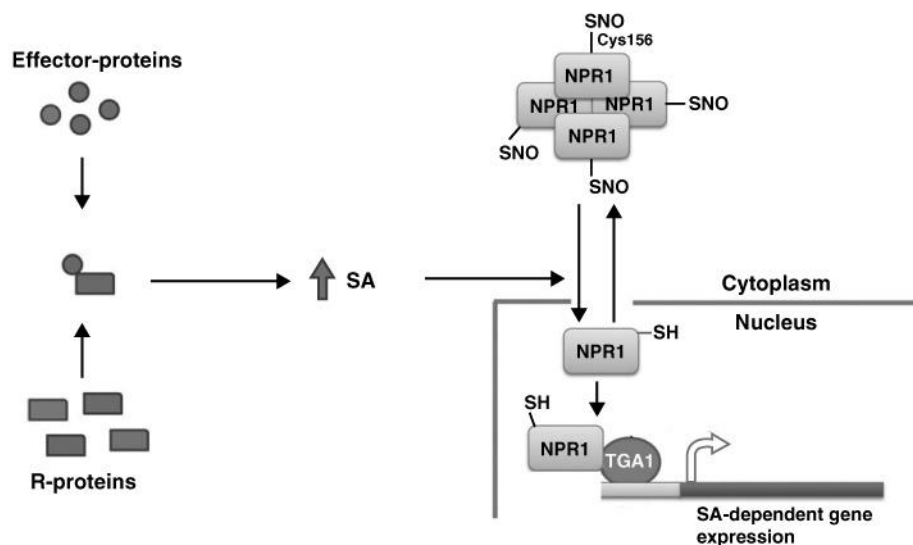 Effector-proteins
R-proteins
SA
SNO
Cys156
NPR1
NPR1
NPR1
SNO
SNO
NPR1
SNO
Cytoplasm
Nucleus
NPR1
SH
SH
NPR1
TGA1
SA-dependent gene
expression